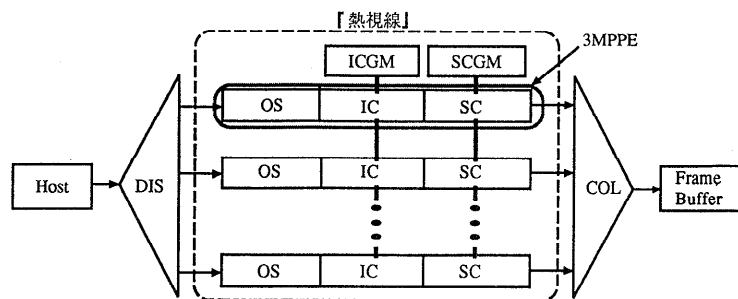 『熱視線』
3MPPE
ICGM
SCGM
OS
IC
SC
Host
DIS
OS
IC
SC
COL
Frame
Buffer
OS
IC
SC